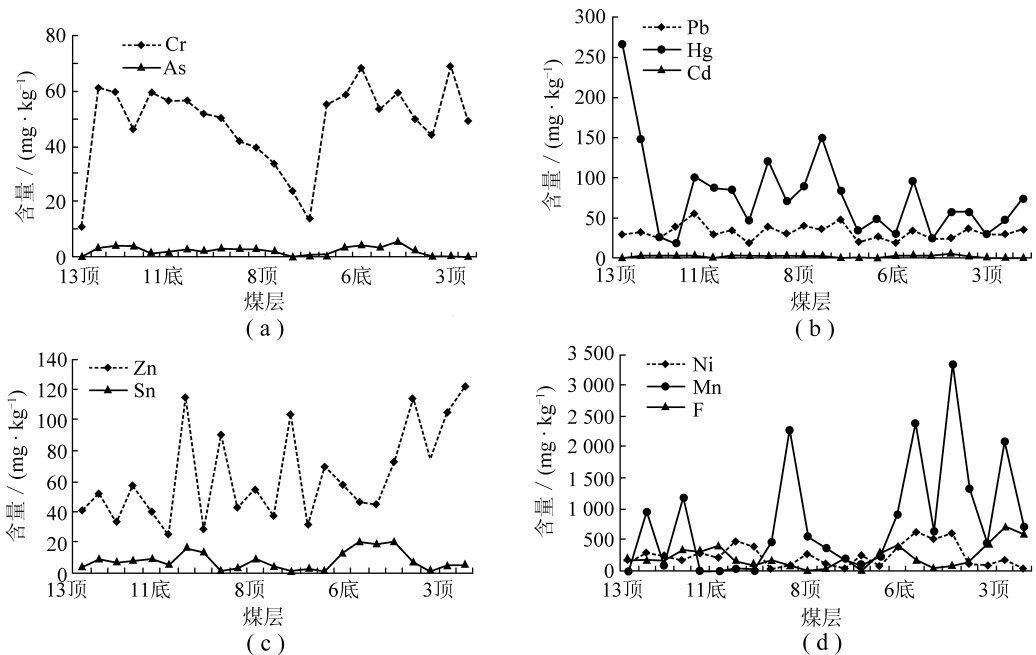 80
60
40
20
0
含量 / (mg · kg⁻¹)
Cr
As
13顶 11底 8顶 6底 3顶
煤层
( a )
300
250
200
150
100
50
0
含量 / (mg · kg⁻¹)
Pb
Hg
Cd
13顶 11底 8顶 6底 3顶
煤层
( b )
140
120
100
80
60
40
20
0
含量 / (mg · kg⁻¹)
Zn
Sn
13顶 11底 8顶 6底 3顶
煤层
( c )
3 500
3 000
2 500
2 000
1 500
1 000
500
0
含量 / (mg · kg⁻¹)
Ni
Mn
F
13顶 11底 8顶 6底 3顶
煤层
( d )